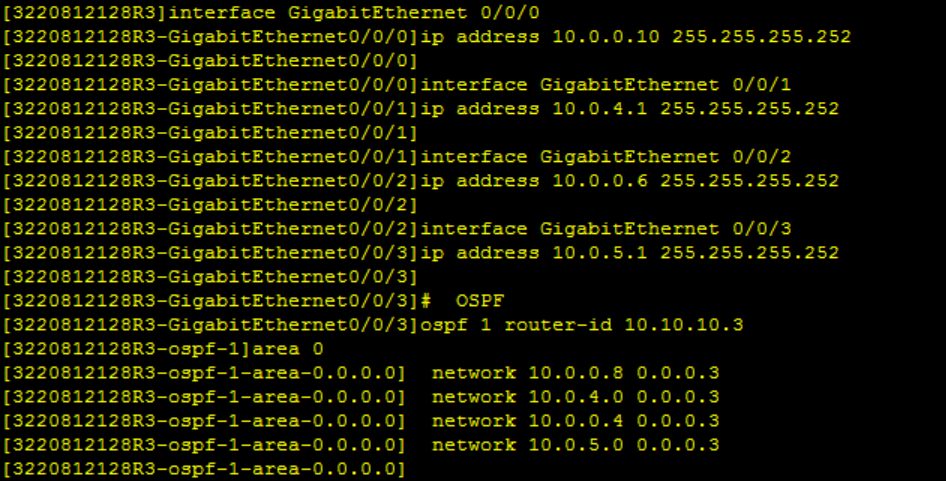 [3220812128R3]interface GigabitEthernet 0/0/0
[3220812128R3-GigabitEthernet0/0/0]ip address 10.0.0.10 255.255.255.252
[3220812128R3-GigabitEthernet0/0/0]
[3220812128R3-GigabitEthernet0/0/0]interface GigabitEthernet 0/0/1
[3220812128R3-GigabitEthernet0/0/1]ip address 10.0.4.1 255.255.255.252
[3220812128R3-GigabitEthernet0/0/1]
[3220812128R3-GigabitEthernet0/0/1]interface GigabitEthernet 0/0/2
[3220812128R3-GigabitEthernet0/0/2]ip address 10.0.0.6 255.255.255.252
[3220812128R3-GigabitEthernet0/0/2]
[3220812128R3-GigabitEthernet0/0/2]interface GigabitEthernet 0/0/3
[3220812128R3-GigabitEthernet0/0/3]ip address 10.0.5.1 255.255.255.252
[3220812128R3-GigabitEthernet0/0/3]
[3220812128R3-GigabitEthernet0/0/3]#  OSPF
[3220812128R3-GigabitEthernet0/0/3]ospf 1 router-id 10.10.10.3
[3220812128R3-ospf-1]area 0
[3220812128R3-ospf-1-area-0.0.0.0]  network 10.0.0.8 0.0.0.3
[3220812128R3-ospf-1-area-0.0.0.0]  network 10.0.4.0 0.0.0.3
[3220812128R3-ospf-1-area-0.0.0.0]  network 10.0.0.4 0.0.0.3
[3220812128R3-ospf-1-area-0.0.0.0]  network 10.0.5.0 0.0.0.3
[3220812128R3-ospf-1-area-0.0.0.0]